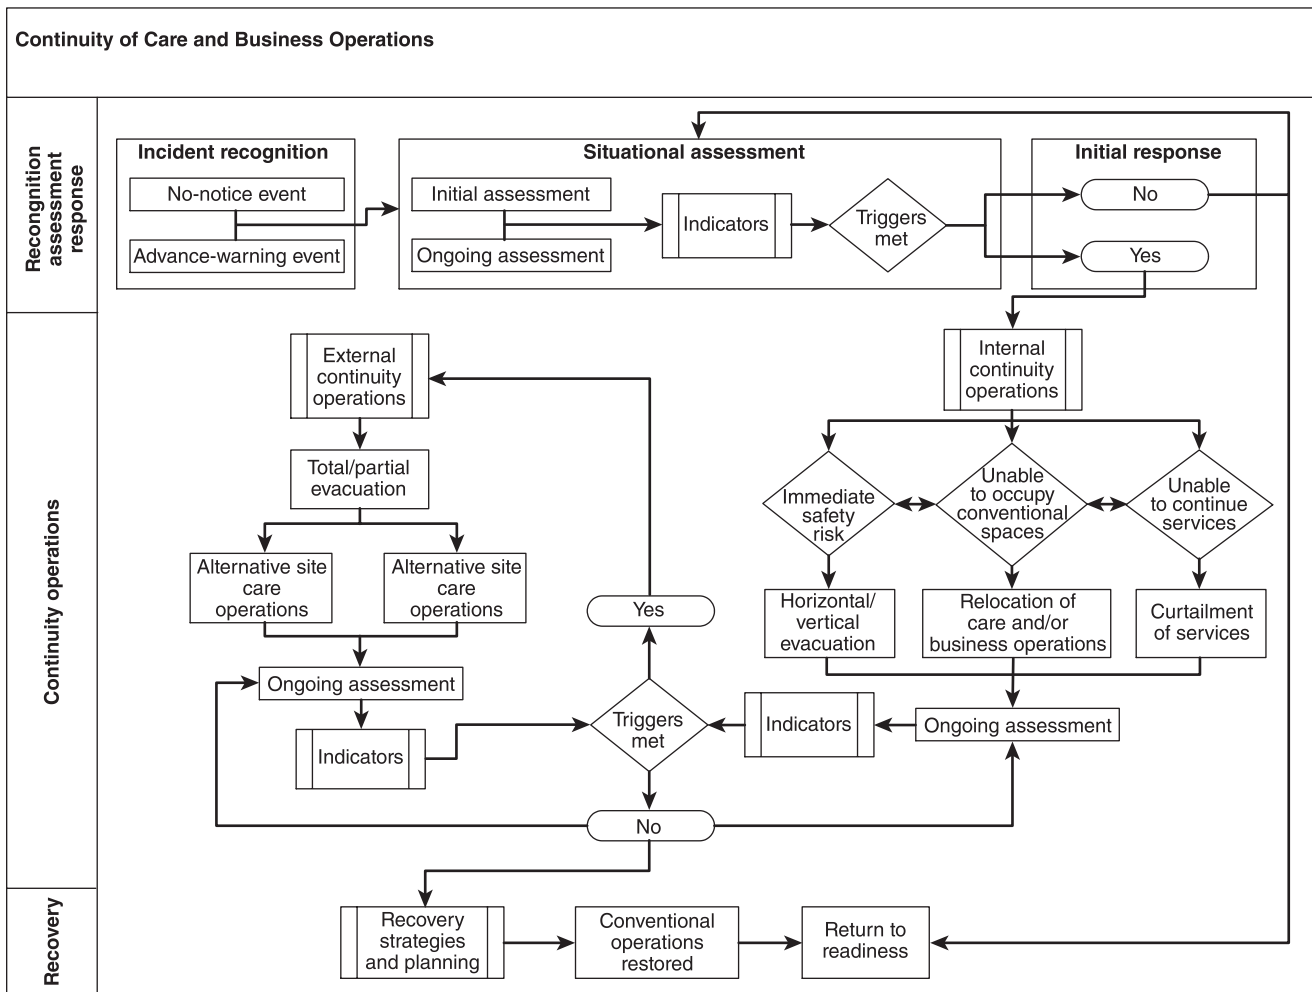 Continuity of Care and Business Operations
Recongnition
assessment
response
Incident recognition
No-notice event
Advance-warning event
Situational assessment
Initial assessment
Ongoing assessment
Indicators
Triggers
met
Initial response
No
Yes
Continuity operations
External
continuity
operations
Total/partial
evacuation
Alternative site
care
operations
Alternative site
care
operations
Ongoing assessment
Indicators
Yes
Triggers
met
No
Internal
continuity
operations
Immediate
safety
risk
Unable
to occupy
conventional
spaces
Unable
to continue
services
Horizontal/
vertical
evacuation
Relocation of
care and/or
business operations
Curtailment
of services
Indicators
Ongoing assessment
Recovery
Recovery
strategies
and planning
Conventional
operations
restored
Return to
readiness